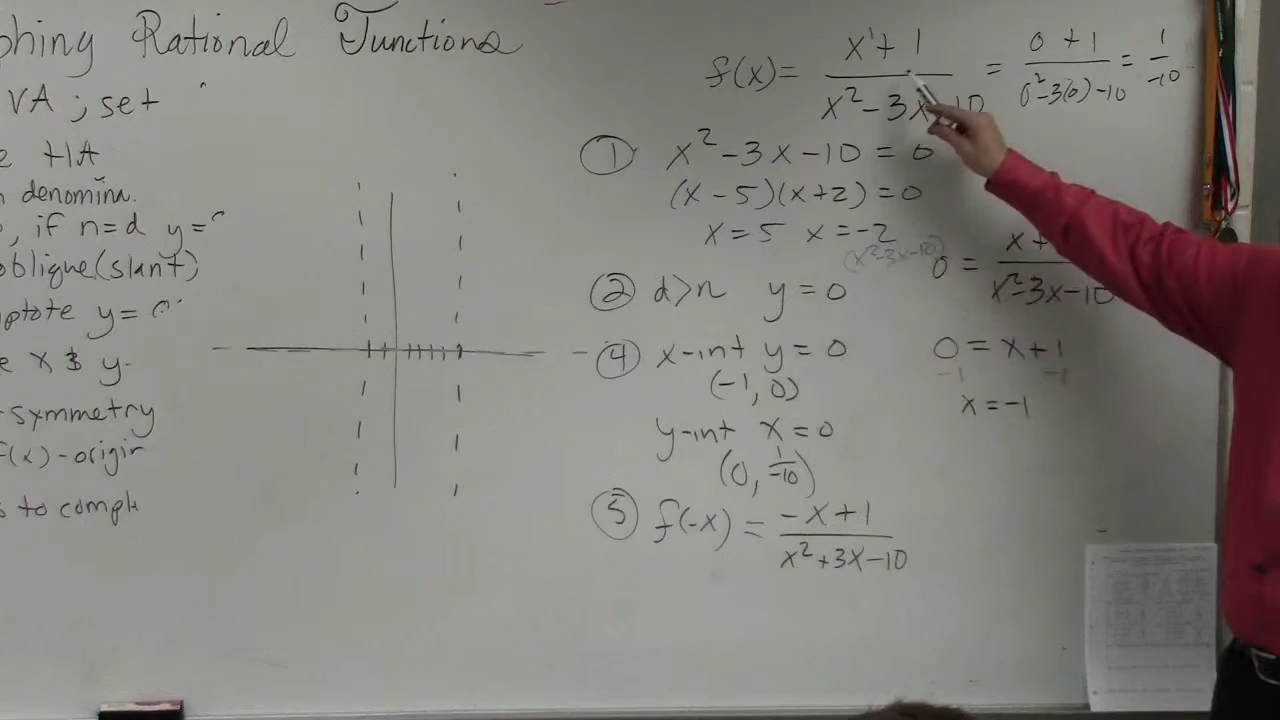 phing Rational Functions
VA ; set
e HA
n denomina.
, if n=d y=
oblique (slant)
ptote y=
e x & y-
-symmetry
f(x)-origin
s to comple
f(x) = x¹+1 / x²-3x-10 = 0+1 / 0²-3(0)-10 = 1/-10
① x²-3x-10=0
(x-5)(x+2)=0
x=5 x=-2
② d>n y=0
④ x-int y=0
(-1, 0)
y-int x=0
(0, 1/-10)
⑤ f(-x) = -x+1 / x²+3x-10
(x²-3x-10) 0 = x+ / x²-3x-10
0 = x+1
-1 -1
x=-1